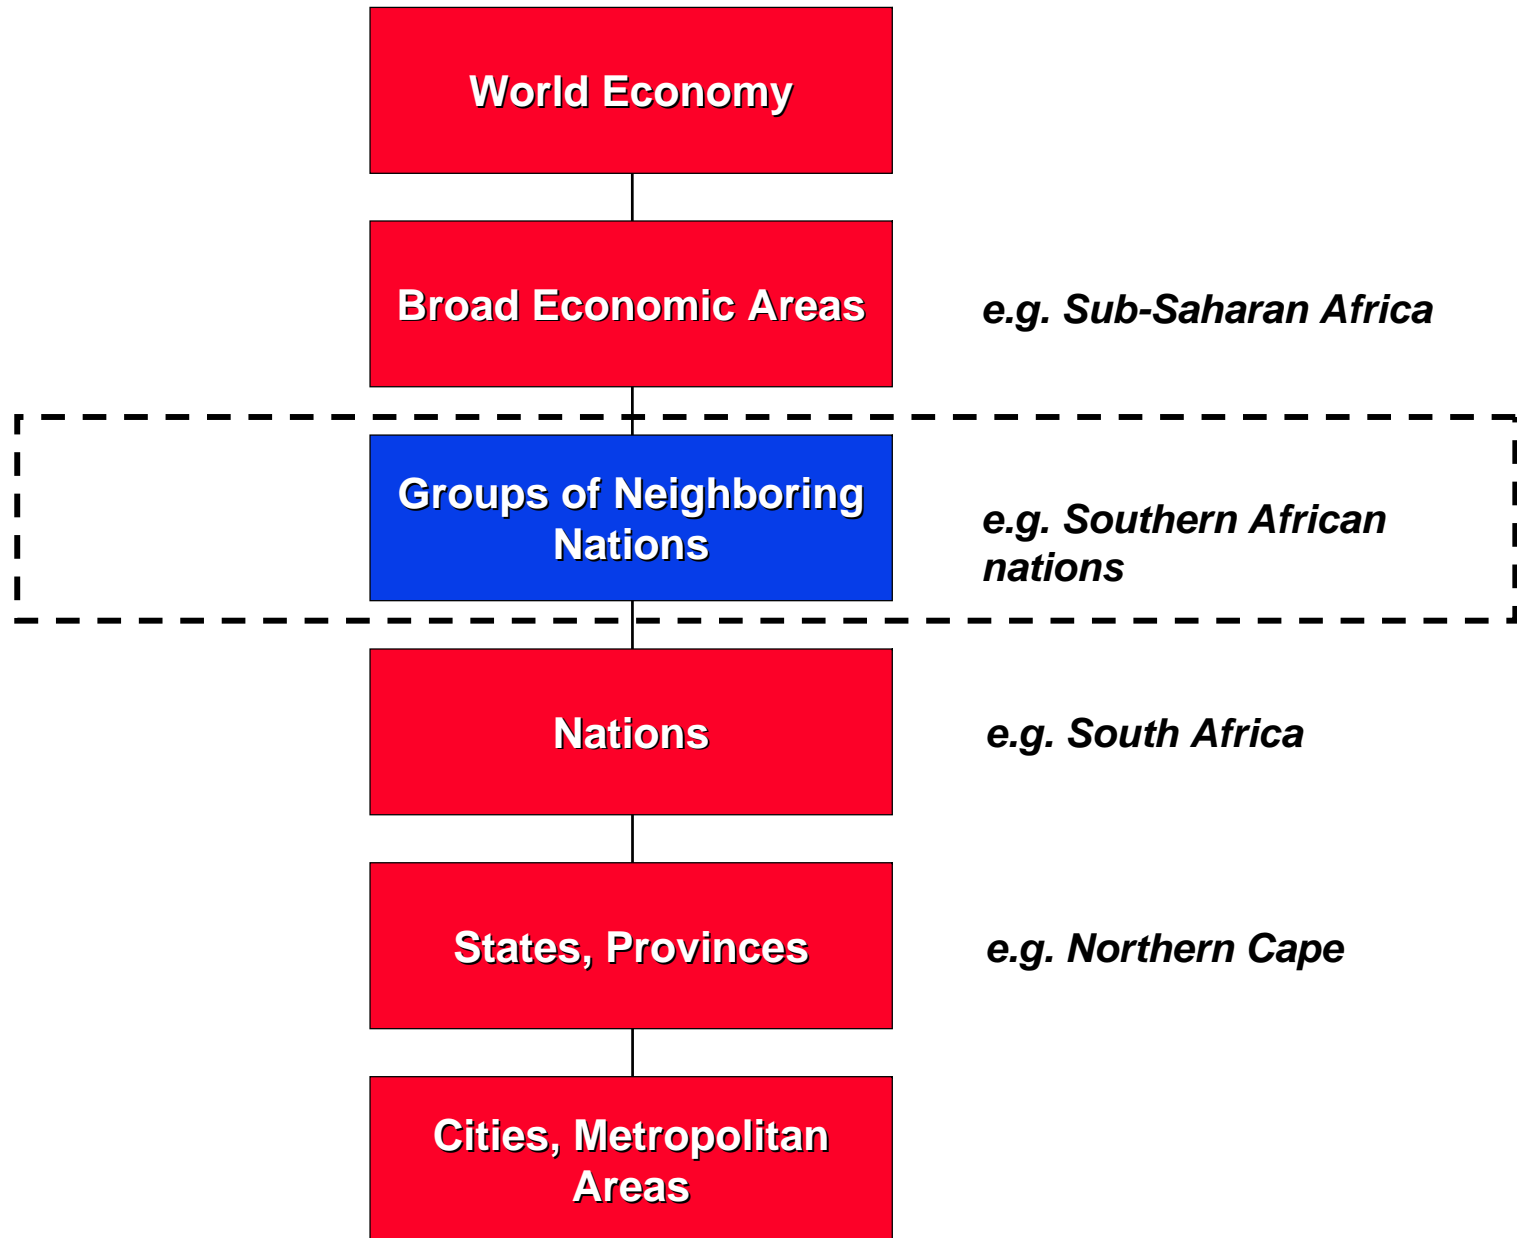 World Economy
Broad Economic Areas
e.g. Sub-Saharan Africa
Groups of Neighboring
Nations
e.g. Southern African
nations
Nations
e.g. South Africa
States, Provinces
e.g. Northern Cape
Cities, Metropolitan
Areas